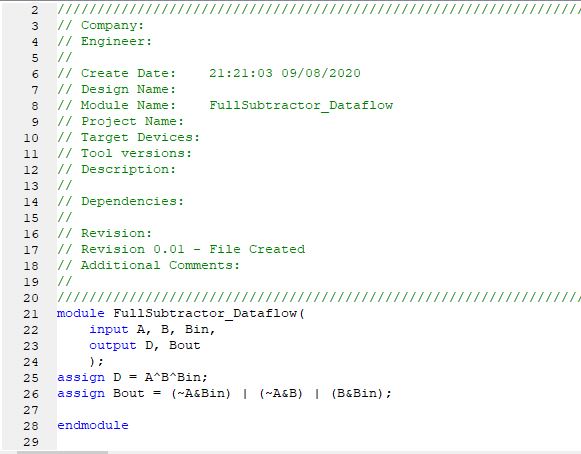 2 ////////////////////////////////////////////////////////////////////
3 // Company:
4 // Engineer:
5 //
6 // Create Date:    21:21:03 09/08/2020
7 // Design Name:
8 // Module Name:    FullSubtractor_Dataflow
9 // Project Name:
10 // Target Devices:
11 // Tool versions:
12 // Description:
13 //
14 // Dependencies:
15 //
16 // Revision:
17 // Revision 0.01 - File Created
18 // Additional Comments:
19 //
20 ////////////////////////////////////////////////////////////////////
21 module FullSubtractor_Dataflow(
22     input A, B, Bin,
23     output D, Bout
24     );
25 assign D = A^B^Bin;
26 assign Bout = (~A&Bin) | (~A&B) | (B&Bin);
27
28 endmodule
29